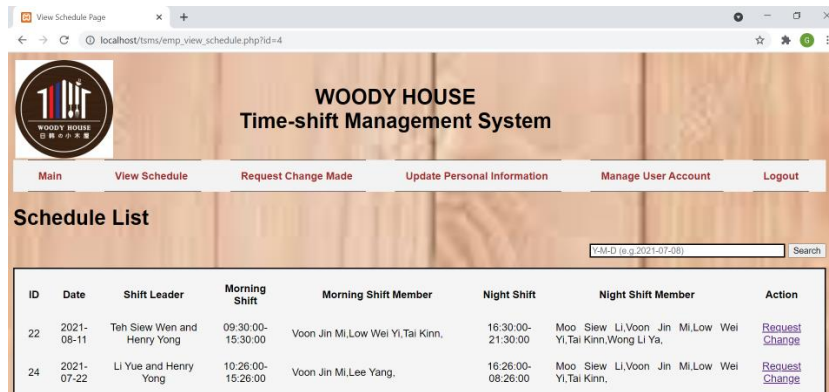 View Schedule Page
localhost/tsms/emp_view_schedule.php?id=4
G
WOODY HOUSE
日韩の小木屋
WOODY HOUSE
Time-shift Management System
Main View Schedule Request Change Made Update Personal Information Manage User Account Logout
Schedule List
Y-M-D (e.g.2021-07-08) Search
ID Date Shift Leader Morning Shift Morning Shift Member Night Shift Night Shift Member Action
22 2021-08-11 Teh Siew Wen and Henry Yong 09:30:00-15:30:00 Voon Jin Mi,Low Wei Yi,Tai Kinn, 16:30:00-21:30:00 Moo Siew Li,Voon Jin Mi,Low Wei Yi,Tai Kinn,Wong Li Ya, Request Change
24 2021-07-22 Li Yue and Henry Yong 10:26:00-15:26:00 Voon Jin Mi,Lee Yang, 16:26:00-08:26:00 Moo Siew Li,Voon Jin Mi,Low Wei Yi,Tai Kinn, Request Change